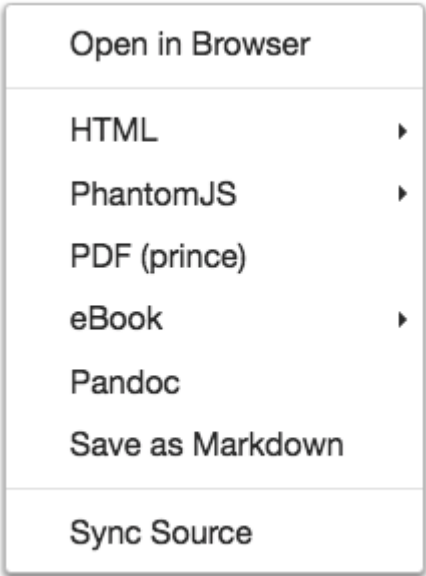 Open in Browser
HTML
PhantomJS
PDF (prince)
eBook
Pandoc
Save as Markdown
Sync Source